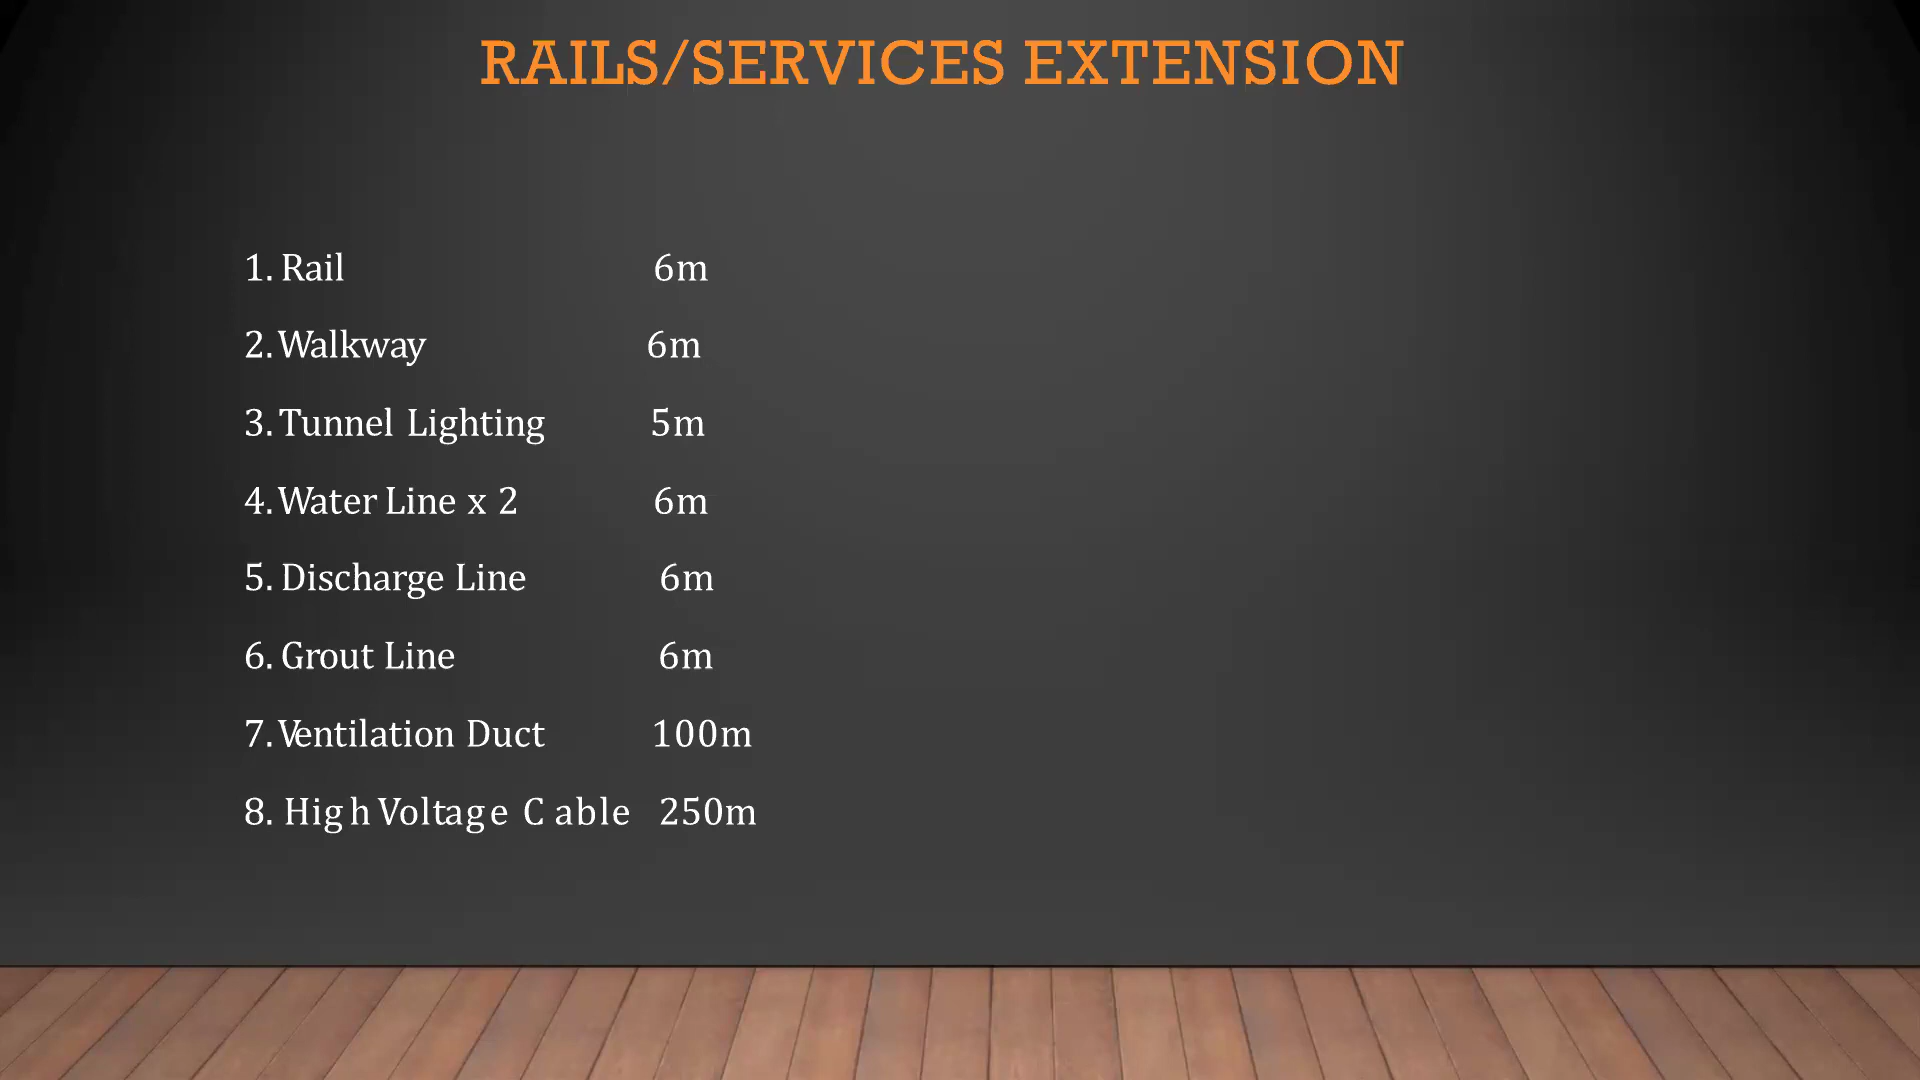 RAILS/SERVICES EXTENSION
1. Rail 6m
2. Walkway 6m
3. Tunnel Lighting 5m
4. Water Line x 2 6m
5. Discharge Line 6m
6. Grout Line 6m
7. Ventilation Duct 100m
8. High Voltage Cable 250m